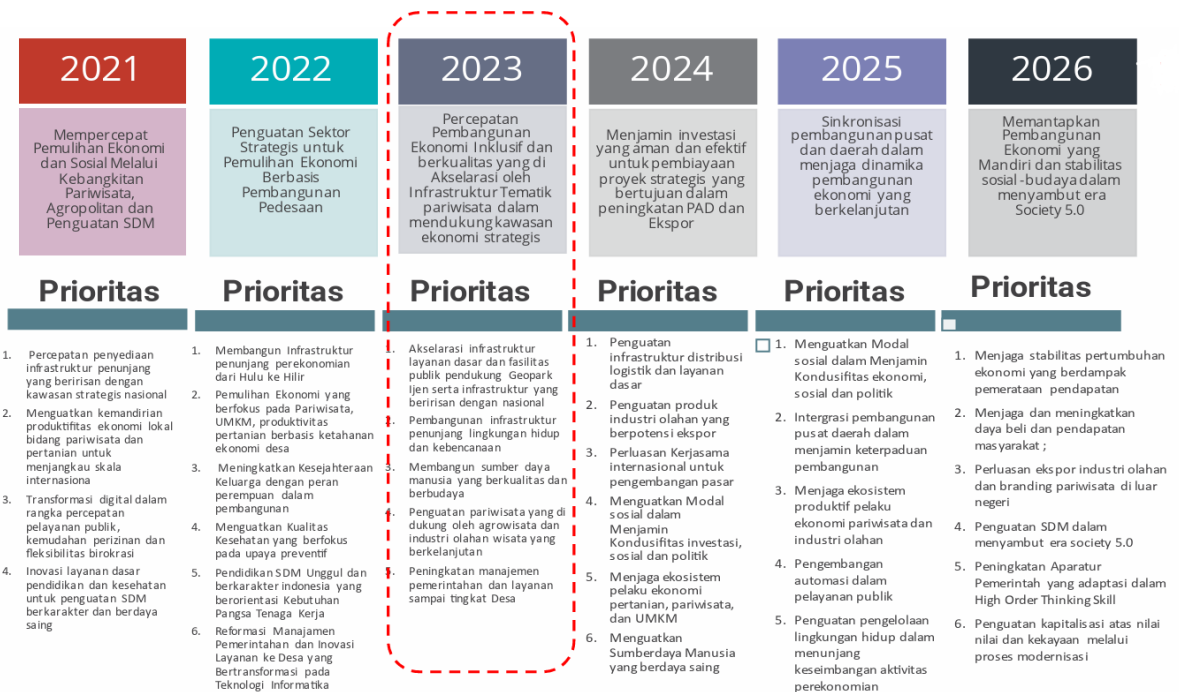 2021
Mempercepat
Pemulihan Ekonomi
dan Sosial Melalui
Kebangkitan
Pariwisata,
Agropolitan dan
Penguatan SDM
2022
Penguatan Sektor
Strategis untuk
Pemulihan Ekonomi
Berbasis
Pembangunan
Pedesaan
2023
Percepatan
Pembangunan
Ekonomi Inklusif dan
berkualitas yang di
Akselarasi oleh
Infrastruktur Tematik
pariwisata dalam
mendukung kawasan
ekonomi strategis
2024
Menjamin investasi
yang aman dan efektif
untuk pembiayaan
proyek strategis yang
bertujuan dalam
peningkatan PAD dan
Ekspor
2025
Sinkronisasi
pembangunan pusat
dan daerah dalam
menjaga dinamika
pembangunan
ekonomi yang
berkelanjutan
2026
Memantapkan
Pembangunan
Ekonomi yang
Mandiri dan stabilitas
sosial -budaya dalam
menyambut era
Society 5.0
Prioritas
1. Percepatan penyediaan
infrastruktur penunjang
yang beririsan dengan
kawasan strategis nasional
2. Menguatkan kemandirian
produktifitas ekonomi lokal
bidang pariwisata dan
pertanian untuk
menjangkau skala
internasiona
3. Transformasi digital dalam
rangka percepatan
pelayanan publik,
kemudahan perizinan dan
fleksibilitas birokrasi
4. Inovasi layanan dasar
pendidikan dan kesehatan
untuk penguatan SDM
berkarakter dan berdaya
saing
Prioritas
1. Membangun Infrastruktur
penunjang perekonomian
dari Hulu ke Hilir
2. Pemulihan Ekonomi yang
berfokus pada Pariwisata,
UMKM, produktivitas
pertanian berbasis ketahanan
ekonomi desa
3. Meningkatkan Kesejahteraan
Keluarga dengan peran
perempuan dalam
pembangunan
4. Menguatkan Kualitas
Kesehatan yang berfokus
pada upaya preventif
5. Pendidikan SDM Unggul dan
berkarakter indonesia yang
berorientasi Kebutuhan
Pangsa Tenaga Kerja
6. Reformasi Manajamen
Pemerintahan dan Inovasi
Layanan ke Desa yang
Bertransformasi pada
Teknologi Informatika
Prioritas
1. Akselarasi infrastruktur
layanan dasar dan fasilitas
publik pendukung Geopark
Ijen serta infrastruktur yang
beririsan dengan nasional
2. Pembangunan infrastruktur
penunjang lingkungan hidup
dan kebencanaan
3. Membangun sumber daya
manusia yang berkualitas dan
berbudaya
4. Penguatan pariwisata yang di
dukung oleh agrowisata dan
industri olahan wisata yang
berkelanjutan
5. Peningkatan manajemen
pemerintahan dan layanan
sampai tingkat Desa
Prioritas
1. Penguatan
infrastruktur distribusi
logistik dan layanan
dasar
2. Penguatan produk
industri olahan yang
berpotensi ekspor
3. Perluasan Kerjasama
internasional untuk
pengembangan pasar
4. Menguatkan Modal
sosial dalam
Menjamin
Kondusifitas investasi,
sosial dan politik
5. Menjaga ekosistem
pelaku ekonomi
pertanian, pariwisata,
dan UMKM
6. Menguatkan
Sumberdaya Manusia
yang berdaya saing
Prioritas
1. Menguatkan Modal
sosial dalam Menjamin
Kondusifitas ekonomi,
sosial dan politik
2. Intergrasi pembangunan
pusat daerah dalam
menjamin keterpaduan
pembangunan
3. Menjaga ekosistem
produktif pelaku
ekonomi pariwisata dan
industri olahan
4. Pengembangan
automasi dalam
pelayanan publik
5. Penguatan pengelolaan
lingkungan hidup dalam
menunjang
keseimbangan aktivitas
perekonomian
Prioritas
1. Menjaga stabilitas pertumbuhan
ekonomi yang berdampak
pemerataan pendapatan
2. Menjaga dan meningkatkan
daya beli dan pendapatan
masyarakat ;
3. Perluasan ekspor industri olahan
dan branding pariwisata di luar
negeri
4. Penguatan SDM dalam
menyambut era society 5.0
5. Peningkatan Aparatur
Pemerintah yang adaptasi dalam
High Order Thinking Skill
6. Penguatan kapitalisasi atas nilai
nilai dan kekayaan melalui
proses modernisasi